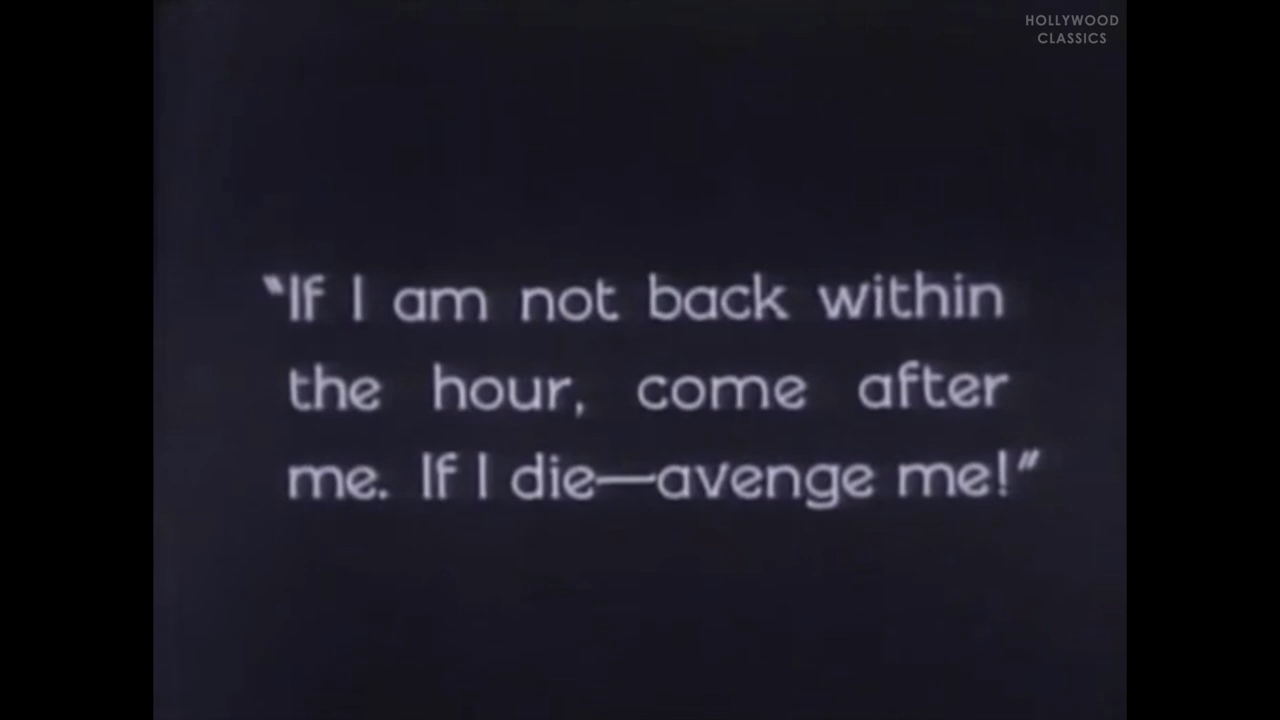 HOLLYWOOD
CLASSICS
"If I am not back within
the hour, come after
me. If I die—avenge me!"